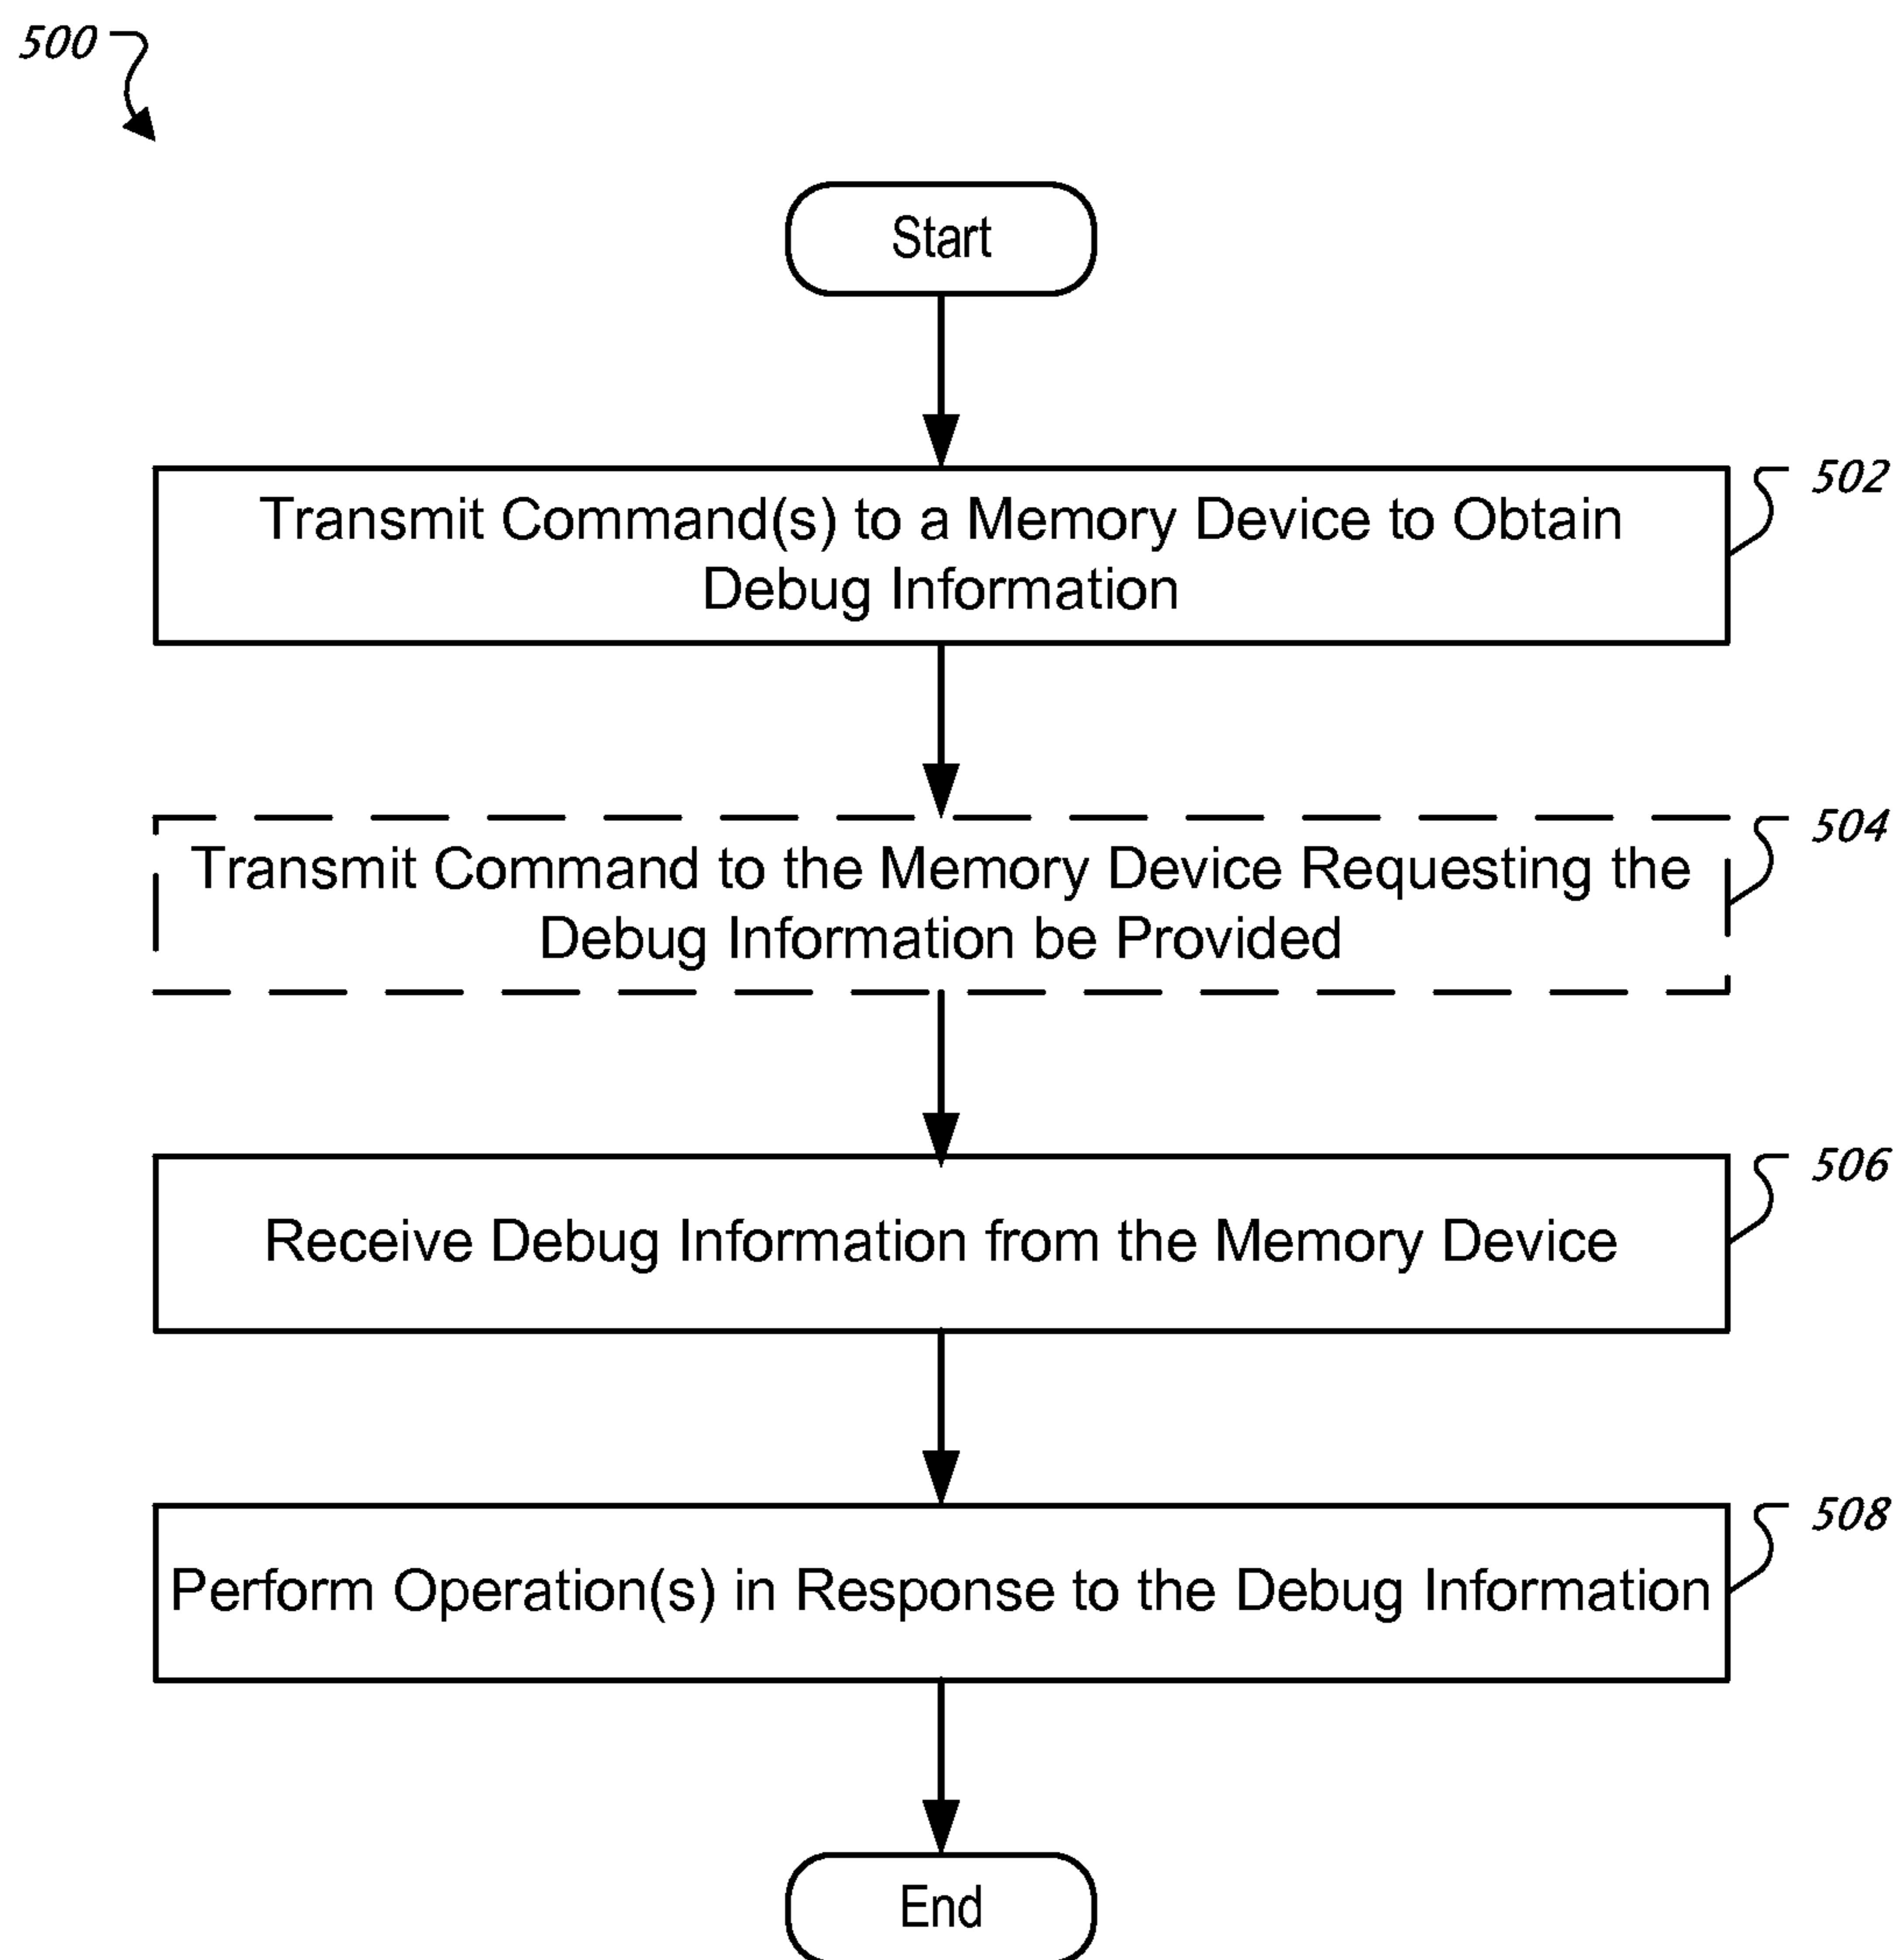 500
Start
502
Transmit Command(s) to a Memory Device to Obtain
Debug Information
504
Transmit Command to the Memory Device Requesting the
Debug Information be Provided
506
Receive Debug Information from the Memory Device
508
Perform Operation(s) in Response to the Debug Information
End